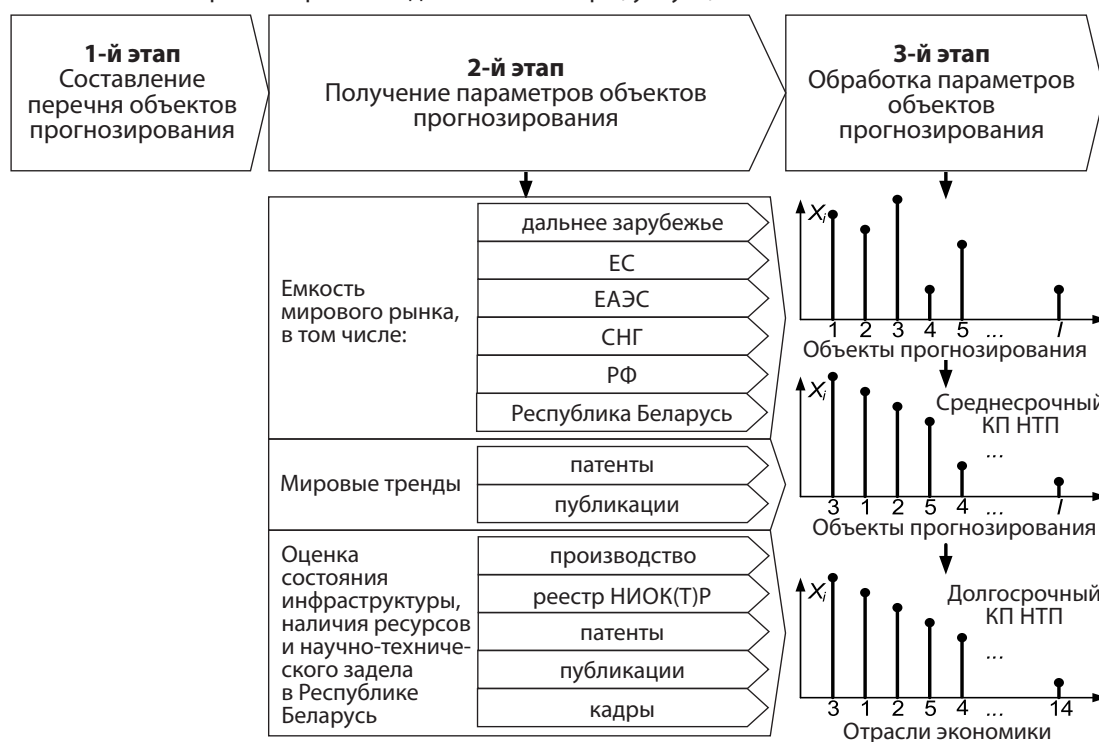 1-й этап
Составление
перечня объектов
прогнозирования
2-й этап
Получение параметров объектов
прогнозирования
3-й этап
Обработка параметров
объектов
прогнозирования
Емкость
мирового рынка,
в том числе:
дальнее зарубежье
ЕС
ЕАЭС
СНГ
РФ
Республика Беларусь
Мировые тренды
патенты
публикации
Оценка
состояния
инфраструктуры,
наличия ресурсов
и научно-техниче-
ского задела
в Республике
Беларусь
производство
реестр НИОК(Т)Р
патенты
публикации
кадры
Xi
1 2 3 4 5 ... I
Объекты прогнозирования
Xi
Среднесрочный
КП НТП
...
3 1 2 5 4 ... I
Объекты прогнозирования
Xi
Долгосрочный
КП НТП
...
3 1 2 5 4 ... 14
Отрасли экономики